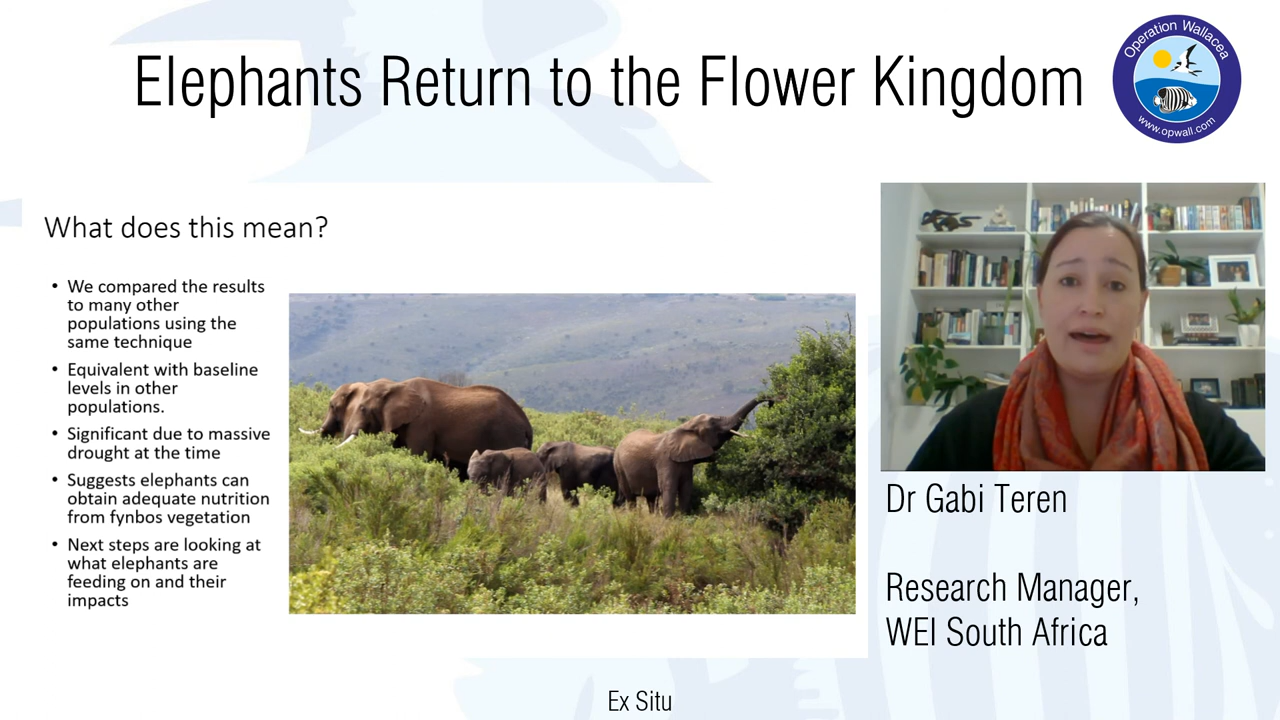 Elephants Return to the Flower Kingdom
Operation Wallacea
www.opwall.com
What does this mean?
• We compared the results
to many other
populations using the
same technique
• Equivalent with baseline
levels in other
populations.
• Significant due to massive
drought at the time
• Suggests elephants can
obtain adequate nutrition
from fynbos vegetation
• Next steps are looking at
what elephants are
feeding on and their
impacts
Dr Gabi Teren
Research Manager,
WEI South Africa
Ex Situ